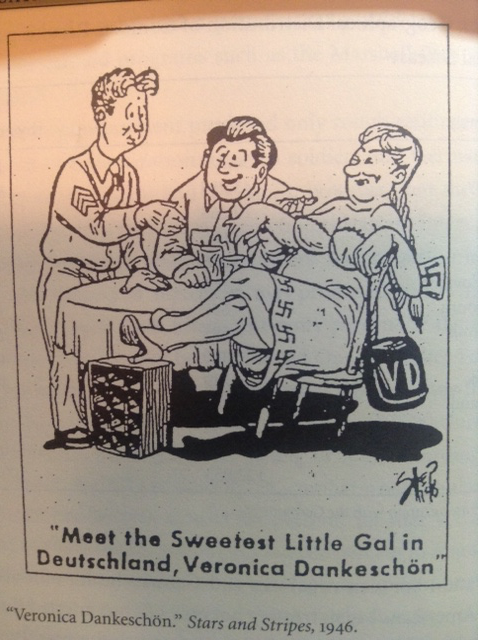 VD
"Meet the Sweetest Little Gal in
Deutschland, Veronica Dankeschön"
"Veronica Dankeschön." Stars and Stripes, 1946.